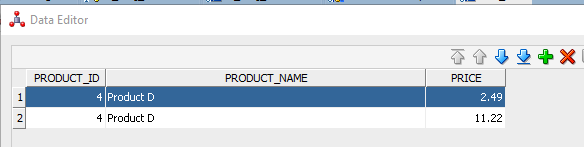 Data Editor
PRODUCT_ID PRODUCT_NAME PRICE
1 4 Product D 2.49
2 4 Product D 11.22